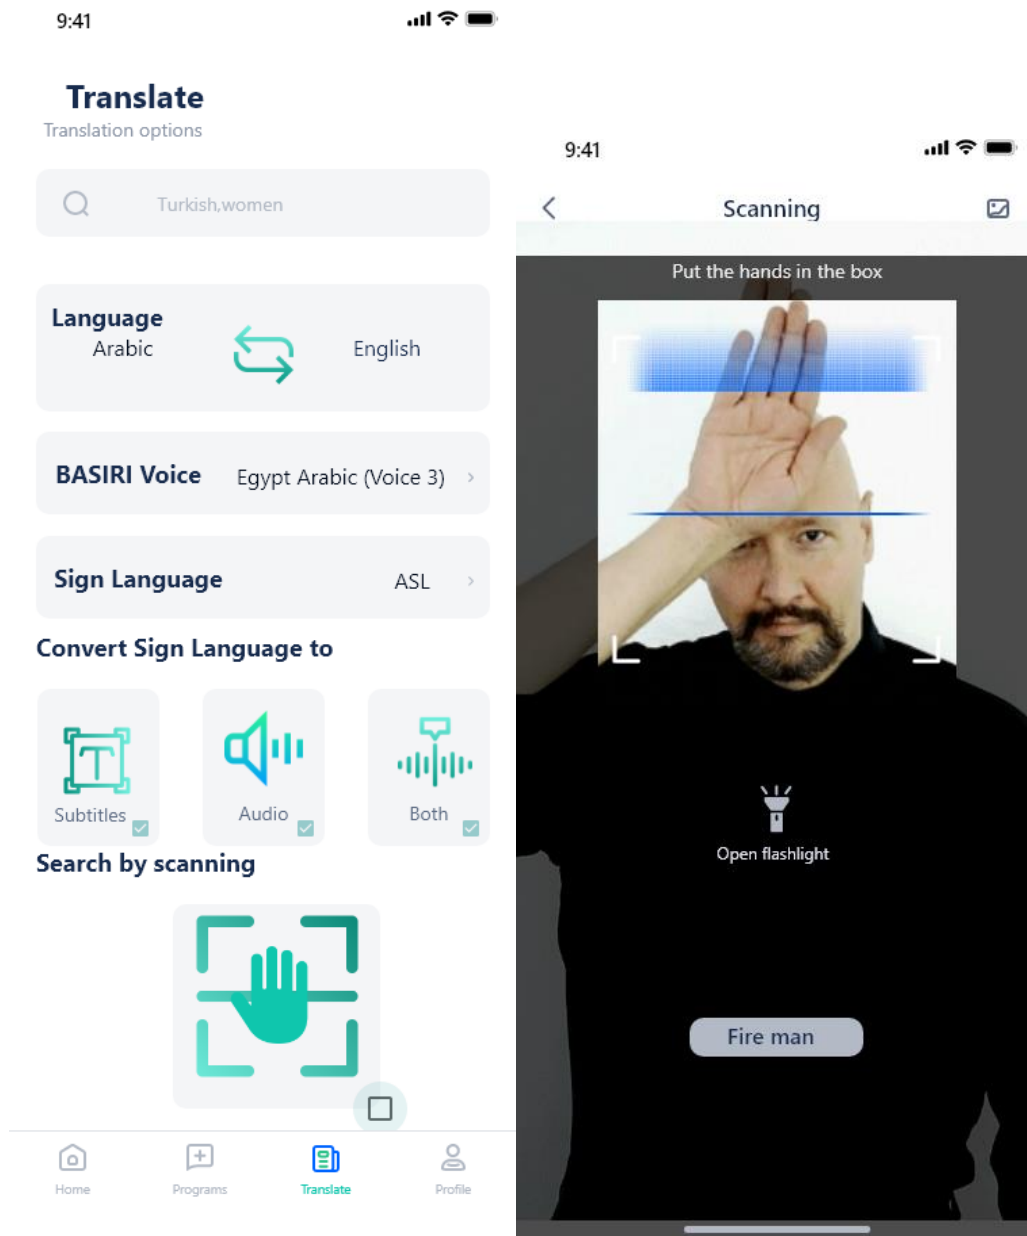 9:41
Translate
Translation options
Turkish,women
Language
Arabic English
BASIRI Voice Egypt Arabic (Voice 3)
Sign Language ASL
Convert Sign Language to
T
Subtitles Audio Both
Search by scanning
Home Programs Translate Profile
9:41
Scanning
Put the hands in the box
Open flashlight
Fire man